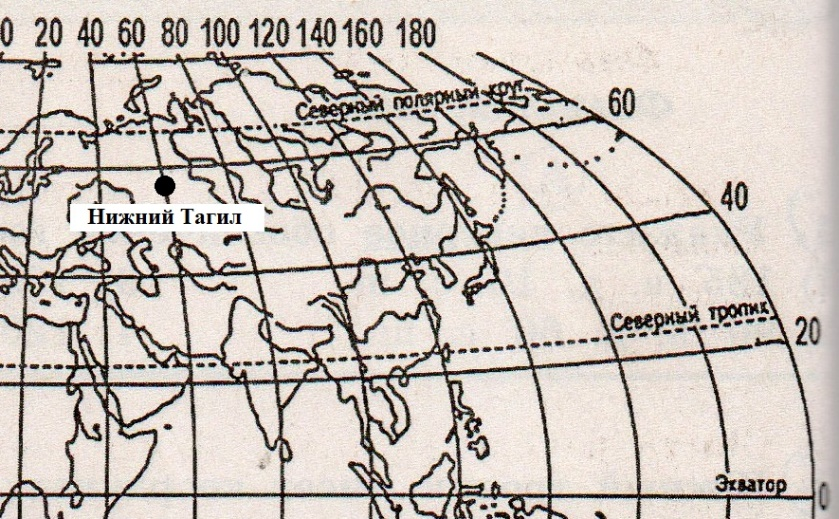 0 20 40 60 80 100 120 140 160 180
Северный полярный круг
60
Нижний Тагил
40
Северный тропик
20
Экватор
0